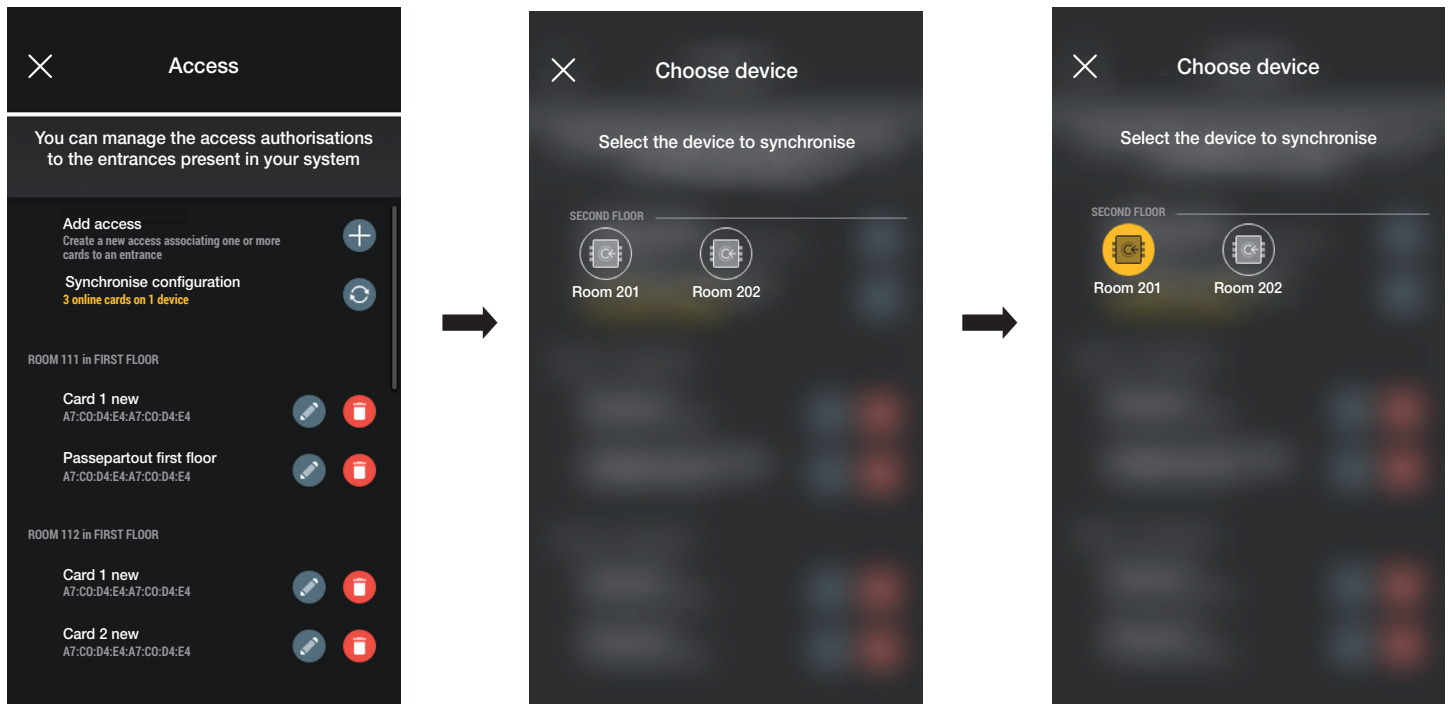 Access
You can manage the access authorisations
to the entrances present in your system
Add access
Create a new access associating one or more
cards to an entrance
Synchronise configuration
3 online cards on 1 device
ROOM 111 in FIRST FLOOR
Card 1 new
A7:C0:D4:E4:A7:C0:D4:E4
Passepartout first floor
A7:C0:D4:E4:A7:C0:D4:E4
ROOM 112 in FIRST FLOOR
Card 1 new
A7:C0:D4:E4:A7:C0:D4:E4
Card 2 new
A7:C0:D4:E4:A7:C0:D4:E4
Choose device
Select the device to synchronise
SECOND FLOOR
Room 201 Room 202
Choose device
Select the device to synchronise
SECOND FLOOR
Room 201 Room 202